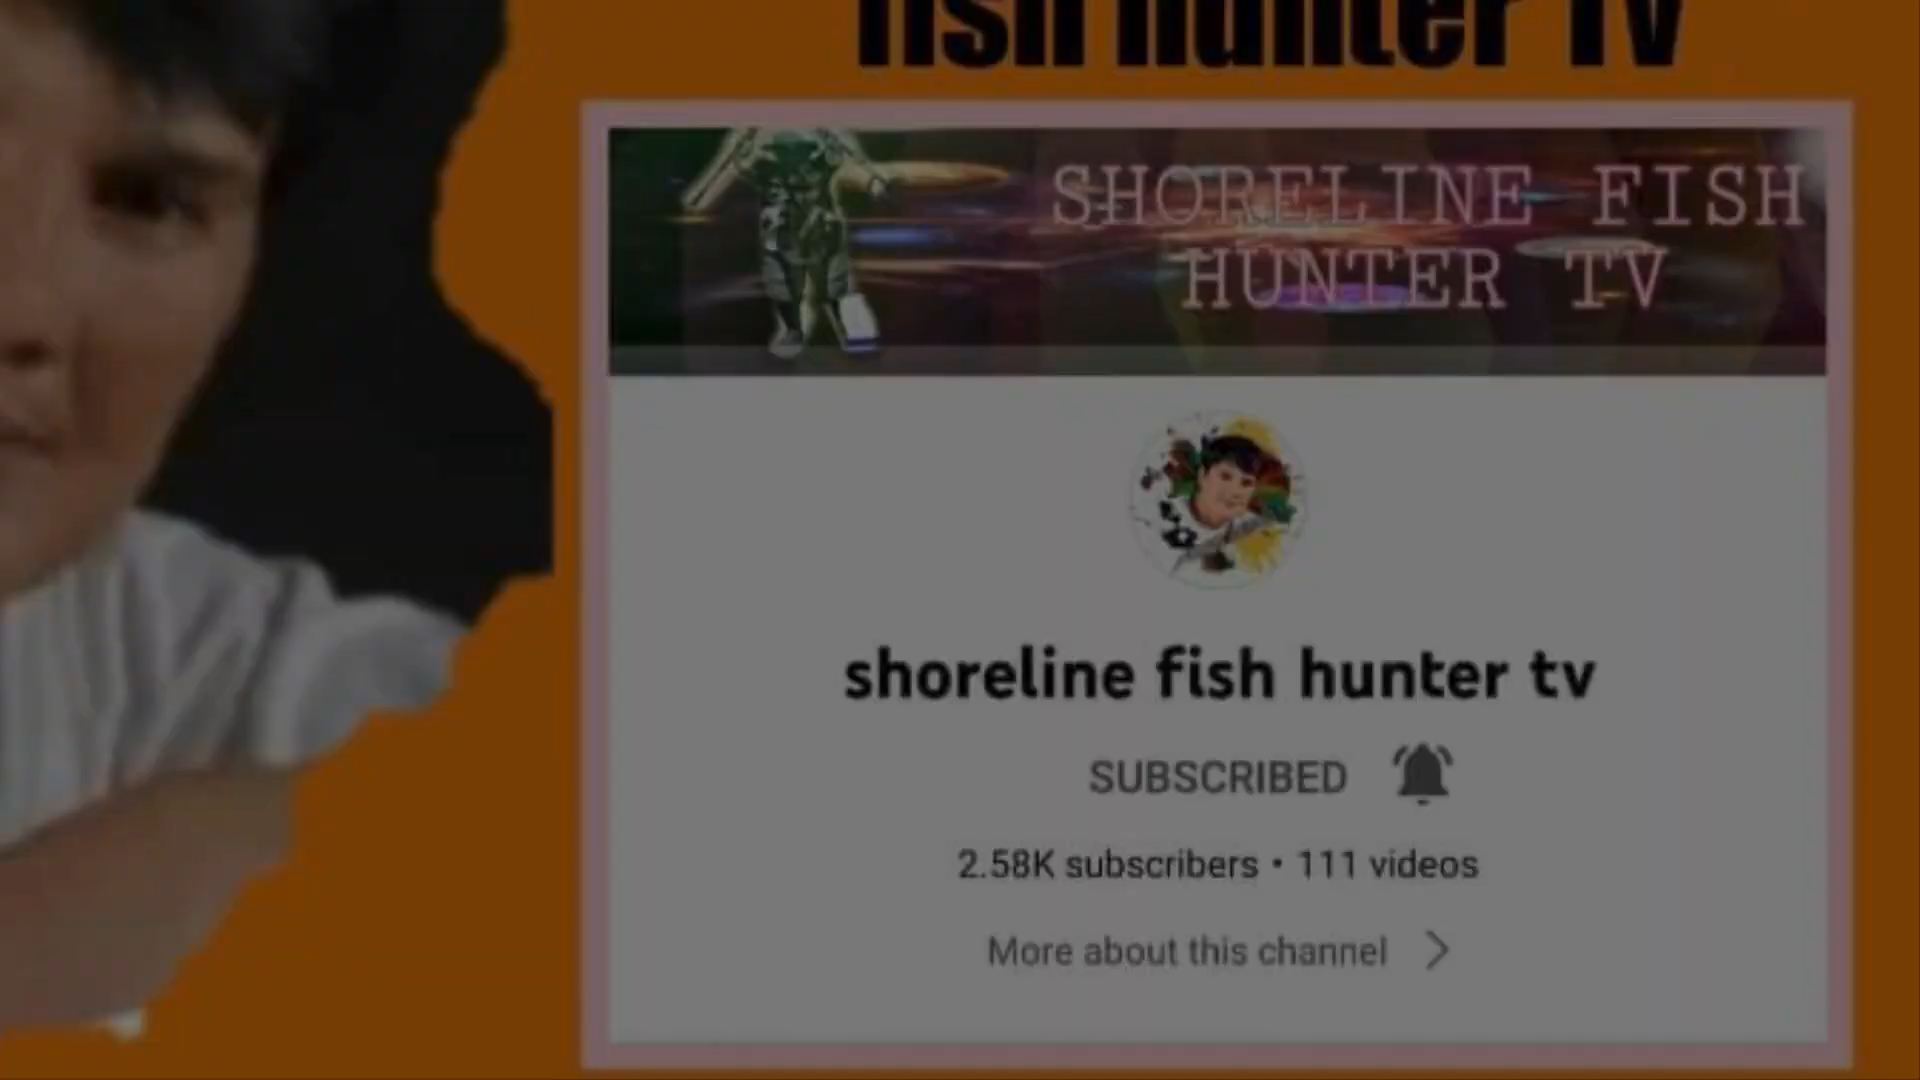 fish hunter tv
SHORELINE FISH
HUNTER TV
shoreline fish hunter tv
SUBSCRIBED
2.58K subscribers • 111 videos
More about this channel